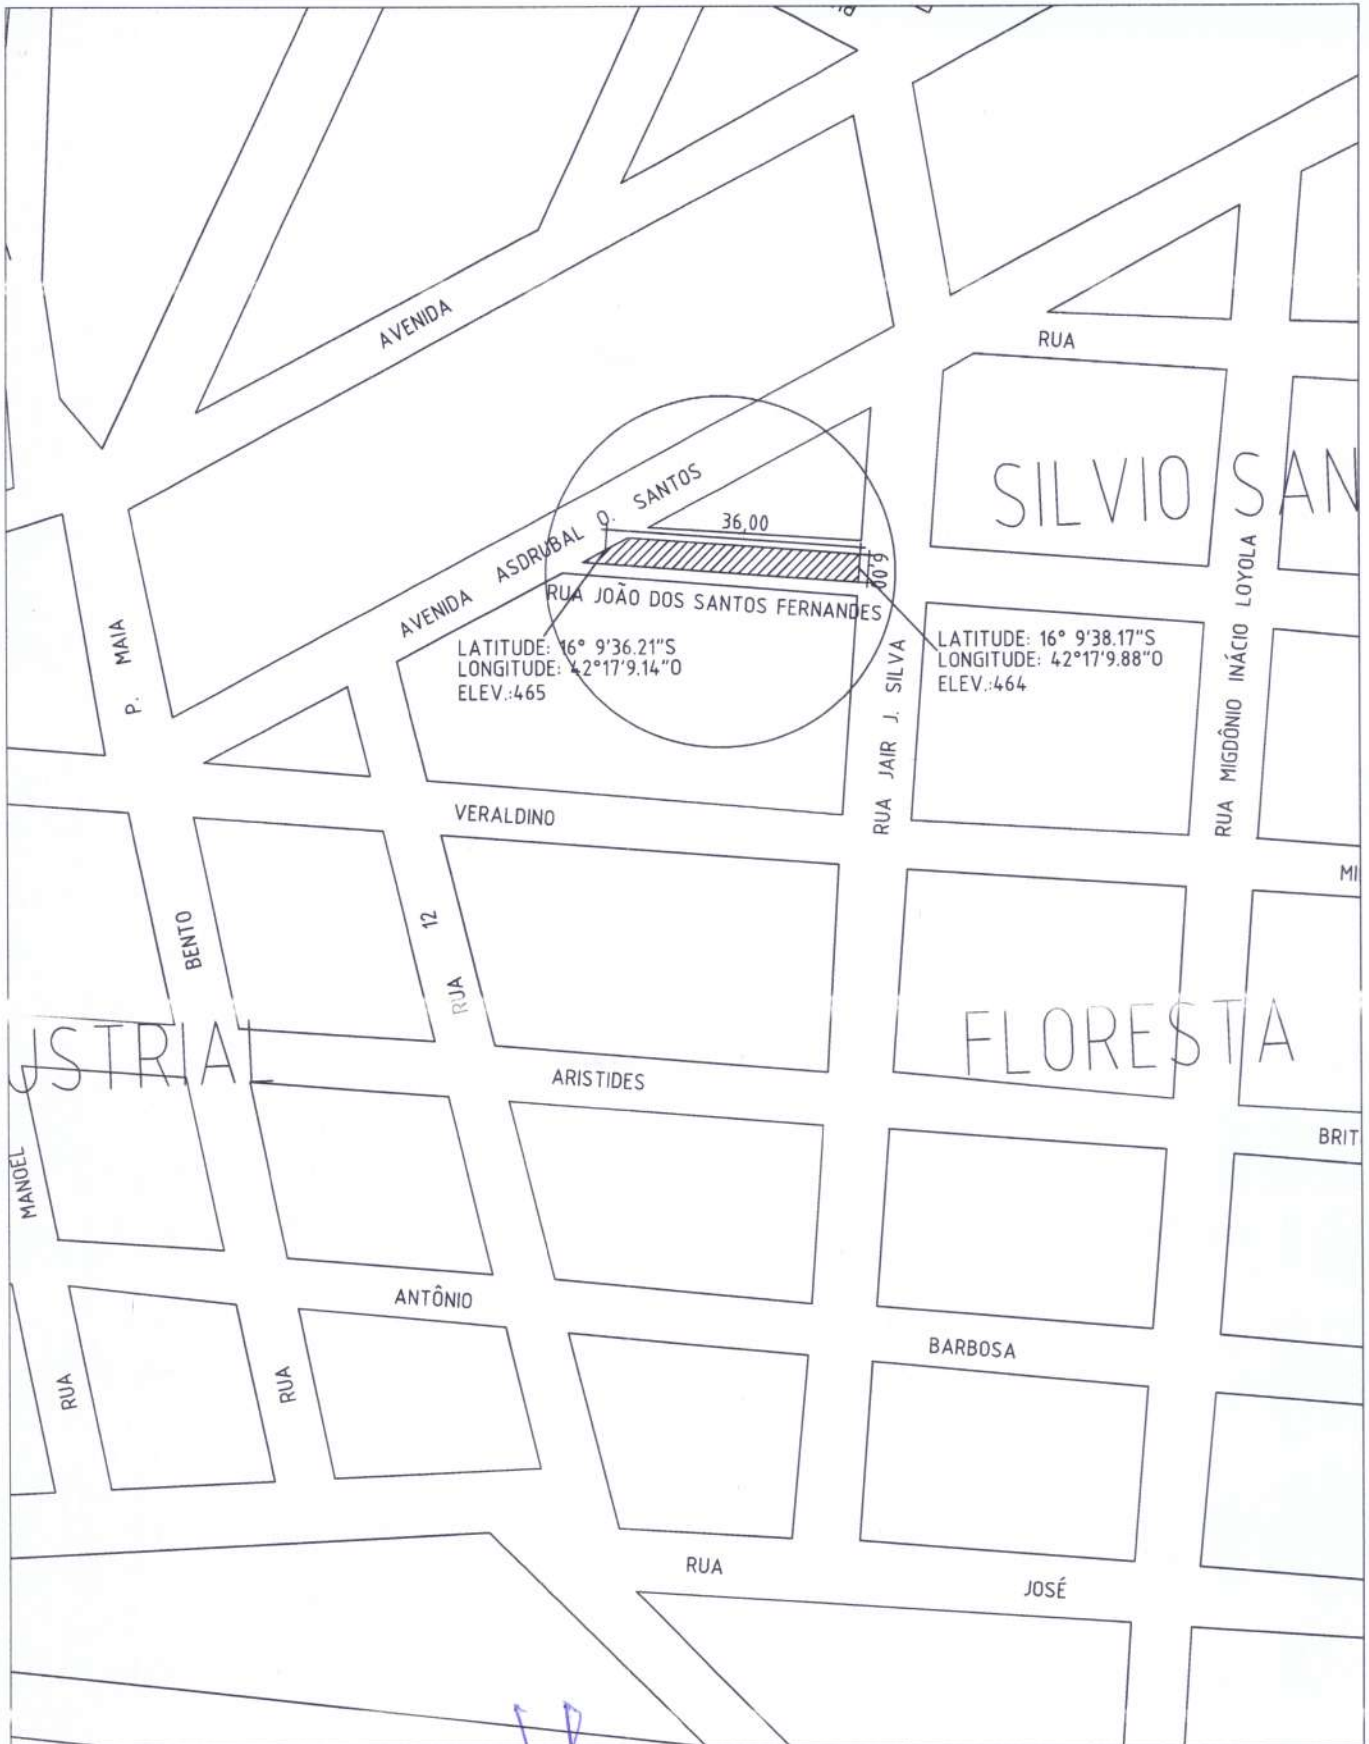 AVENIDA
RUA
SILVIO SAN
AVENIDA ASDRUBAL O. SANTOS
36,00
6,00
RUA JOÃO DOS SANTOS FERNANDES
LATITUDE: 16° 9'36.21"S
LONGITUDE: 42°17'9.14"O
ELEV.:465
LATITUDE: 16° 9'38.17"S
LONGITUDE: 42°17'9.88"O
ELEV.:464
P. MAIA
RUA JAIR J. SILVA
RUA MIGDÔNIO INÁCIO LOYOLA
VERALDINO
MI
BENTO
RUA 12
USTRIAL
FLORESTA
ARISTIDES
BRIT
MANOEL
ANTÔNIO
BARBOSA
RUA
RUA
RUA
JOSÉ